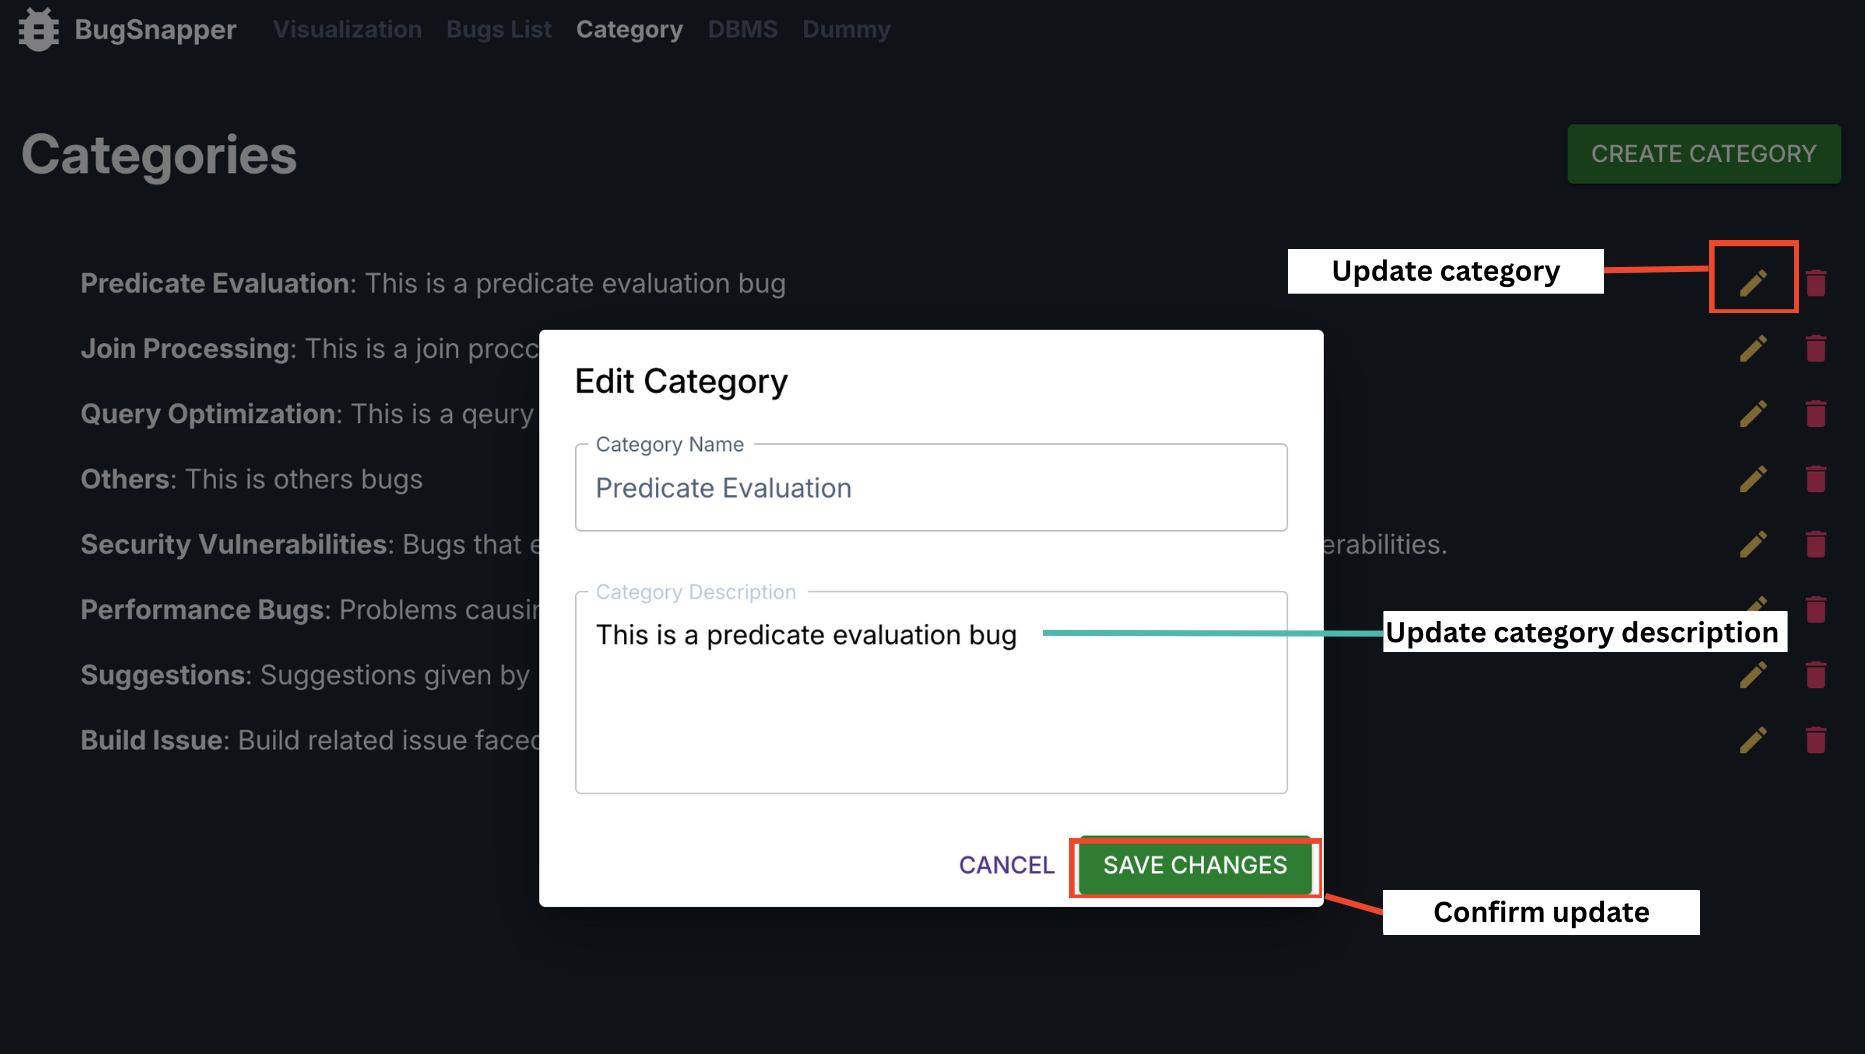 BugSnapper Visualization Bugs List Category DBMS Dummy
Categories
CREATE CATEGORY
Predicate Evaluation: This is a predicate evaluation bug
Update category
Join Processing: This is a join procc
Query Optimization: This is a qeury
Others: This is others bugs
Security Vulnerabilities: Bugs that erabilities.
Performance Bugs: Problems causin
Suggestions: Suggestions given by
Build Issue: Build related issue faced
Edit Category
Category Name
Predicate Evaluation
Category Description
This is a predicate evaluation bug
Update category description
CANCEL
SAVE CHANGES
Confirm update